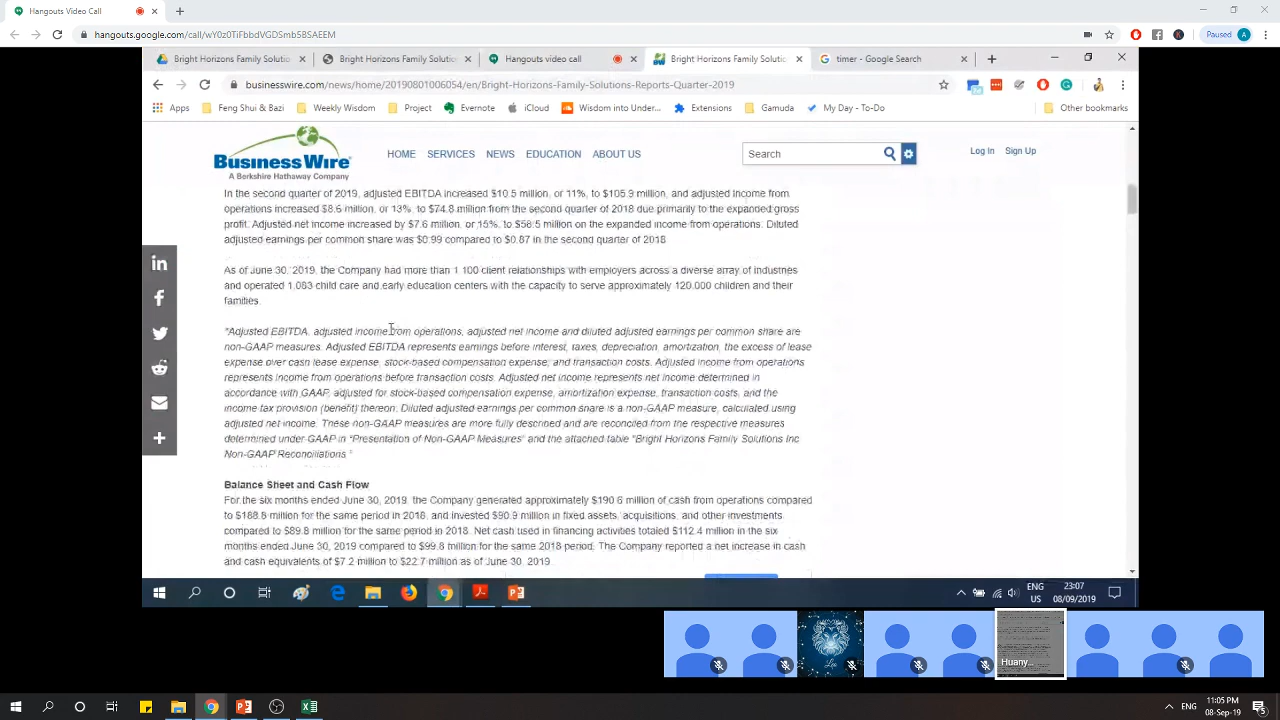 Hangouts Video Call
hangouts.google.com/call/wY0z0TiFbbdVGDSmb5BSAEEM
Paused
A
Bright Horizons Family Solutio
Bright Horizons Family Solutio
Hangouts video call
Bright Horizons Family Solutic
timer - Google Search
businesswire.com/news/home/20190801006054/en/Bright-Horizons-Family-Solutions-Reports-Quarter-2019
Apps
Feng Shui & Bazi
Weekly Wisdom
Project
Evernote
iCloud
Wisdom into Under...
Extensions
Gamuda
My Day - To-Do
Other bookmarks
BusinessWire
A Berkshire Hathaway Company
HOME SERVICES NEWS EDUCATION ABOUT US
Search
Log In Sign Up
In the second quarter of 2019, adjusted EBITDA increased $10.5 million, or 11%, to $105.9 million, and adjusted income from
operations increased $8.6 million, or 13%, to $74.8 million from the second quarter of 2018 due primarily to the expanded gross
profit. Adjusted net income increased by $7.6 million, or 15%, to $58.5 million on the expanded income from operations. Diluted
adjusted earnings per common share was $0.99 compared to $0.87 in the second quarter of 2018
As of June 30, 2019, the Company had more than 1,100 client relationships with employers across a diverse array of industries
and operated 1,083 child care and early education centers with the capacity to serve approximately 120,000 children and their
families.
*Adjusted EBITDA, adjusted income from operations, adjusted net income and diluted adjusted earnings per common share are
non-GAAP measures. Adjusted EBITDA represents earnings before interest, taxes, depreciation, amortization, the excess of lease
expense over cash lease expense, stock-based compensation expense, and transaction costs. Adjusted income from operations
represents income from operations before transaction costs. Adjusted net income represents net income determined in
accordance with GAAP, adjusted for stock-based compensation expense, amortization expense, transaction costs, and the
income tax provision (benefit) thereon. Diluted adjusted earnings per common share is a non-GAAP measure, calculated using
adjusted net income. These non-GAAP measures are more fully described and are reconciled from the respective measures
determined under GAAP in "Presentation of Non-GAAP Measures" and the attached table "Bright Horizons Family Solutions Inc
Non-GAAP Reconciliations."
Balance Sheet and Cash Flow
For the six months ended June 30, 2019, the Company generated approximately $190.6 million of cash from operations compared
to $188.8 million for the same period in 2018, and invested $90.9 million in fixed assets, acquisitions, and other investments
compared to $89.8 million for the same period in 2018. Net cash used in financing activities totaled $112.4 million in the six
months ended June 30, 2019 compared to $99.8 million for the same 2018 period. The Company reported a net increase in cash
and cash equivalents of $7.2 million to $22.7 million as of June 30, 2019
ENG
US
23:07
08/09/2019
Huany...
ENG
11:05 PM
08-Sep-19